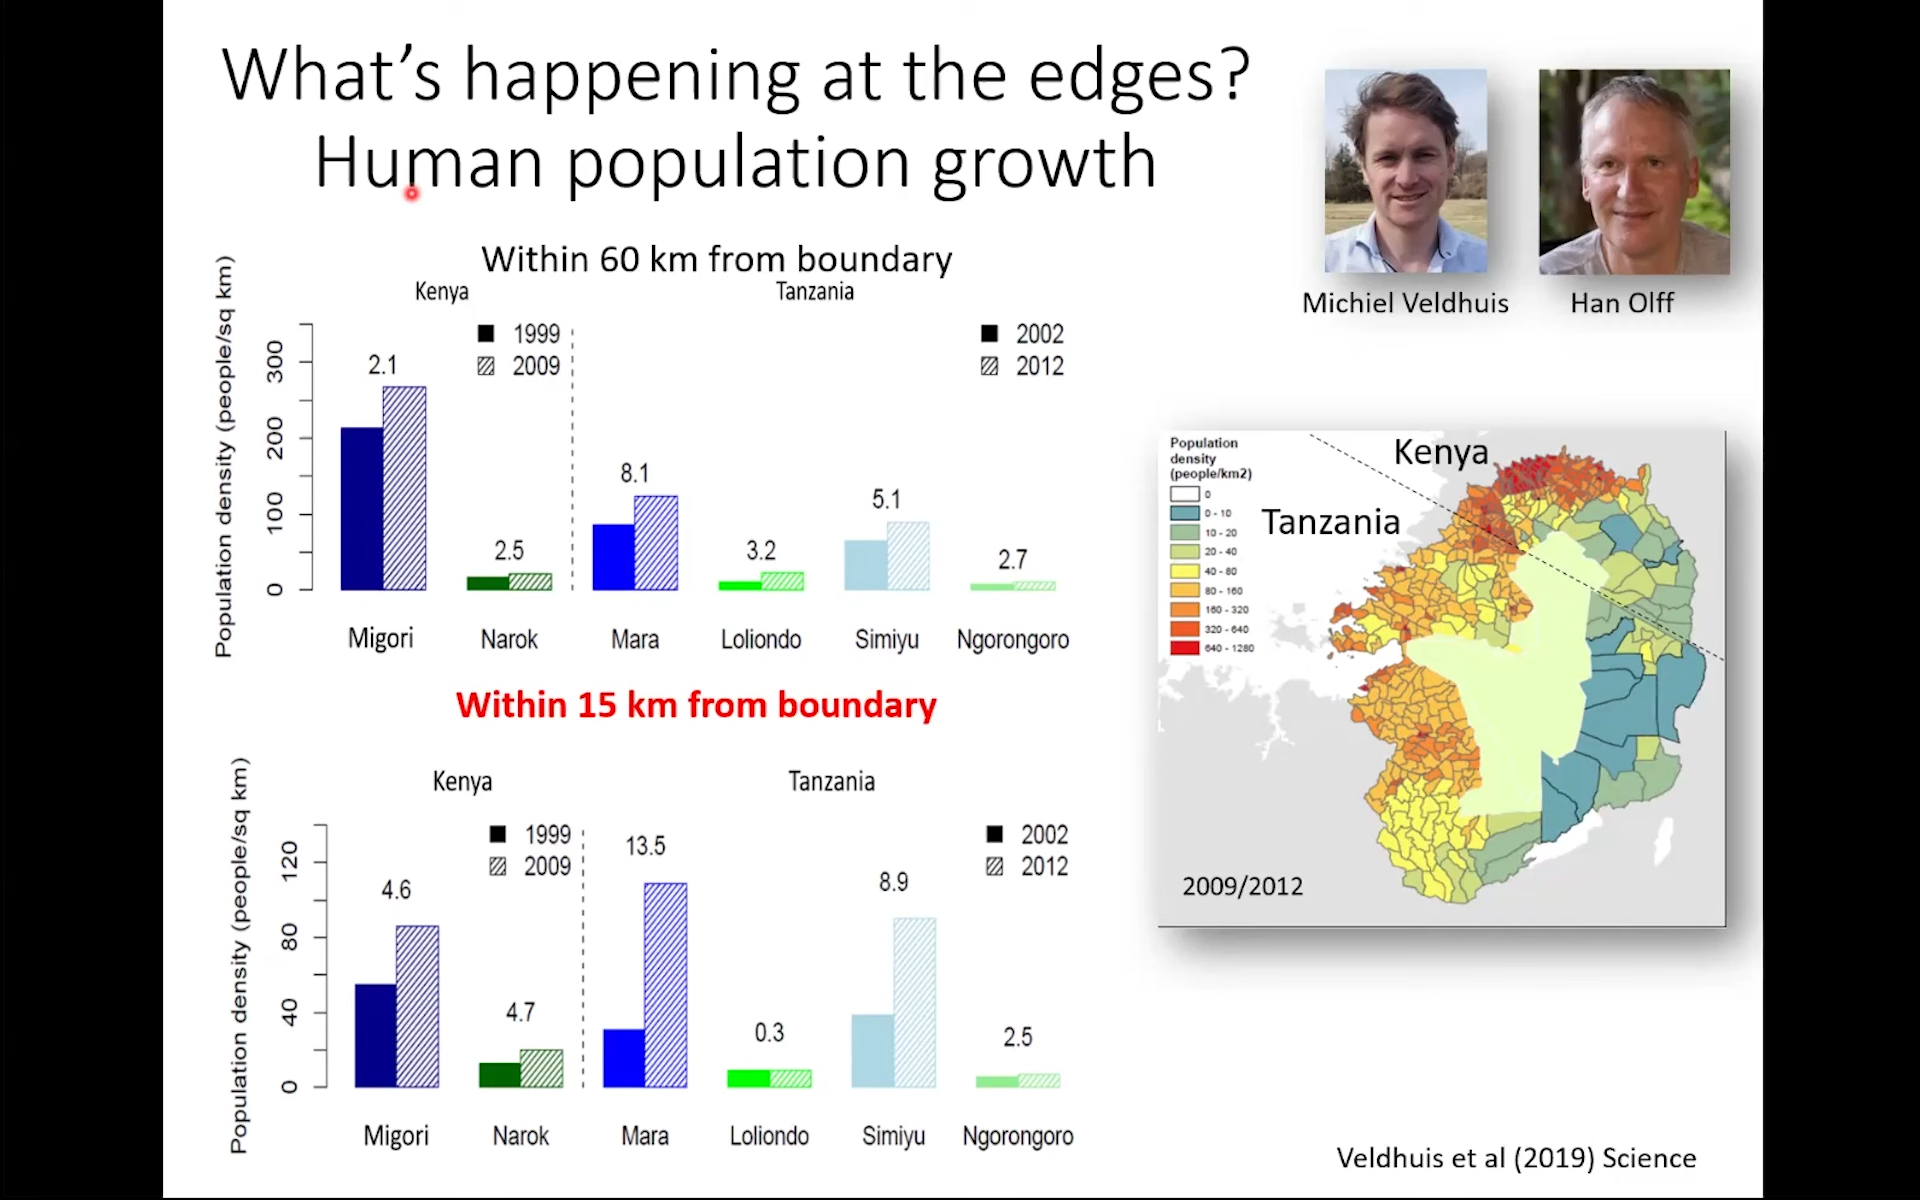 What's happening at the edges?
Human population growth
Michiel Veldhuis
Han Olff
Within 60 km from boundary
Kenya
Tanzania
Population density (people/sq km)
0 100 200 300
1999
2009
2002
2012
2.1
2.5
8.1
3.2
5.1
2.7
Migori Narok Mara Loliondo Simiyu Ngorongoro
Within 15 km from boundary
Kenya
Tanzania
Population density (people/sq km)
0 40 80 120
1999
2009
2002
2012
4.6
4.7
13.5
0.3
8.9
2.5
Migori Narok Mara Loliondo Simiyu Ngorongoro
Population
density
(people/km2)
0
0 - 10
10 - 20
20 - 40
40 - 80
80 - 160
160 - 320
320 - 640
640 - 1280
Kenya
Tanzania
2009/2012
Veldhuis et al (2019) Science